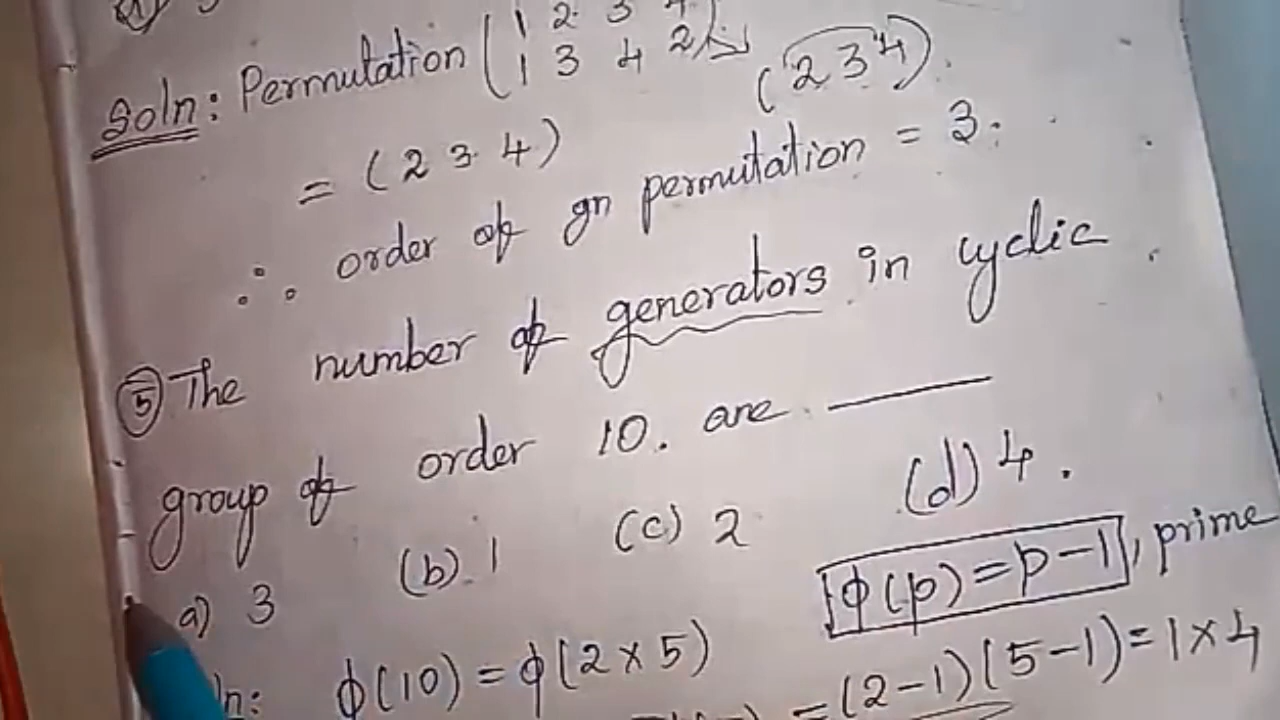 1 2 3 4
Soln: Permutation ( 1 3 4 2 ) (2 3 4).
= (2 3 4)
∴ order of gn permutation = 3.
⑤ The number of generators in cyclic
group of order 10. are ______
a) 3 (b) 1 (c) 2 (d) 4.
ϕ(p) = p-1, prime
ϕ(10) = ϕ(2 × 5)
= (2-1)(5-1) = 1 × 4